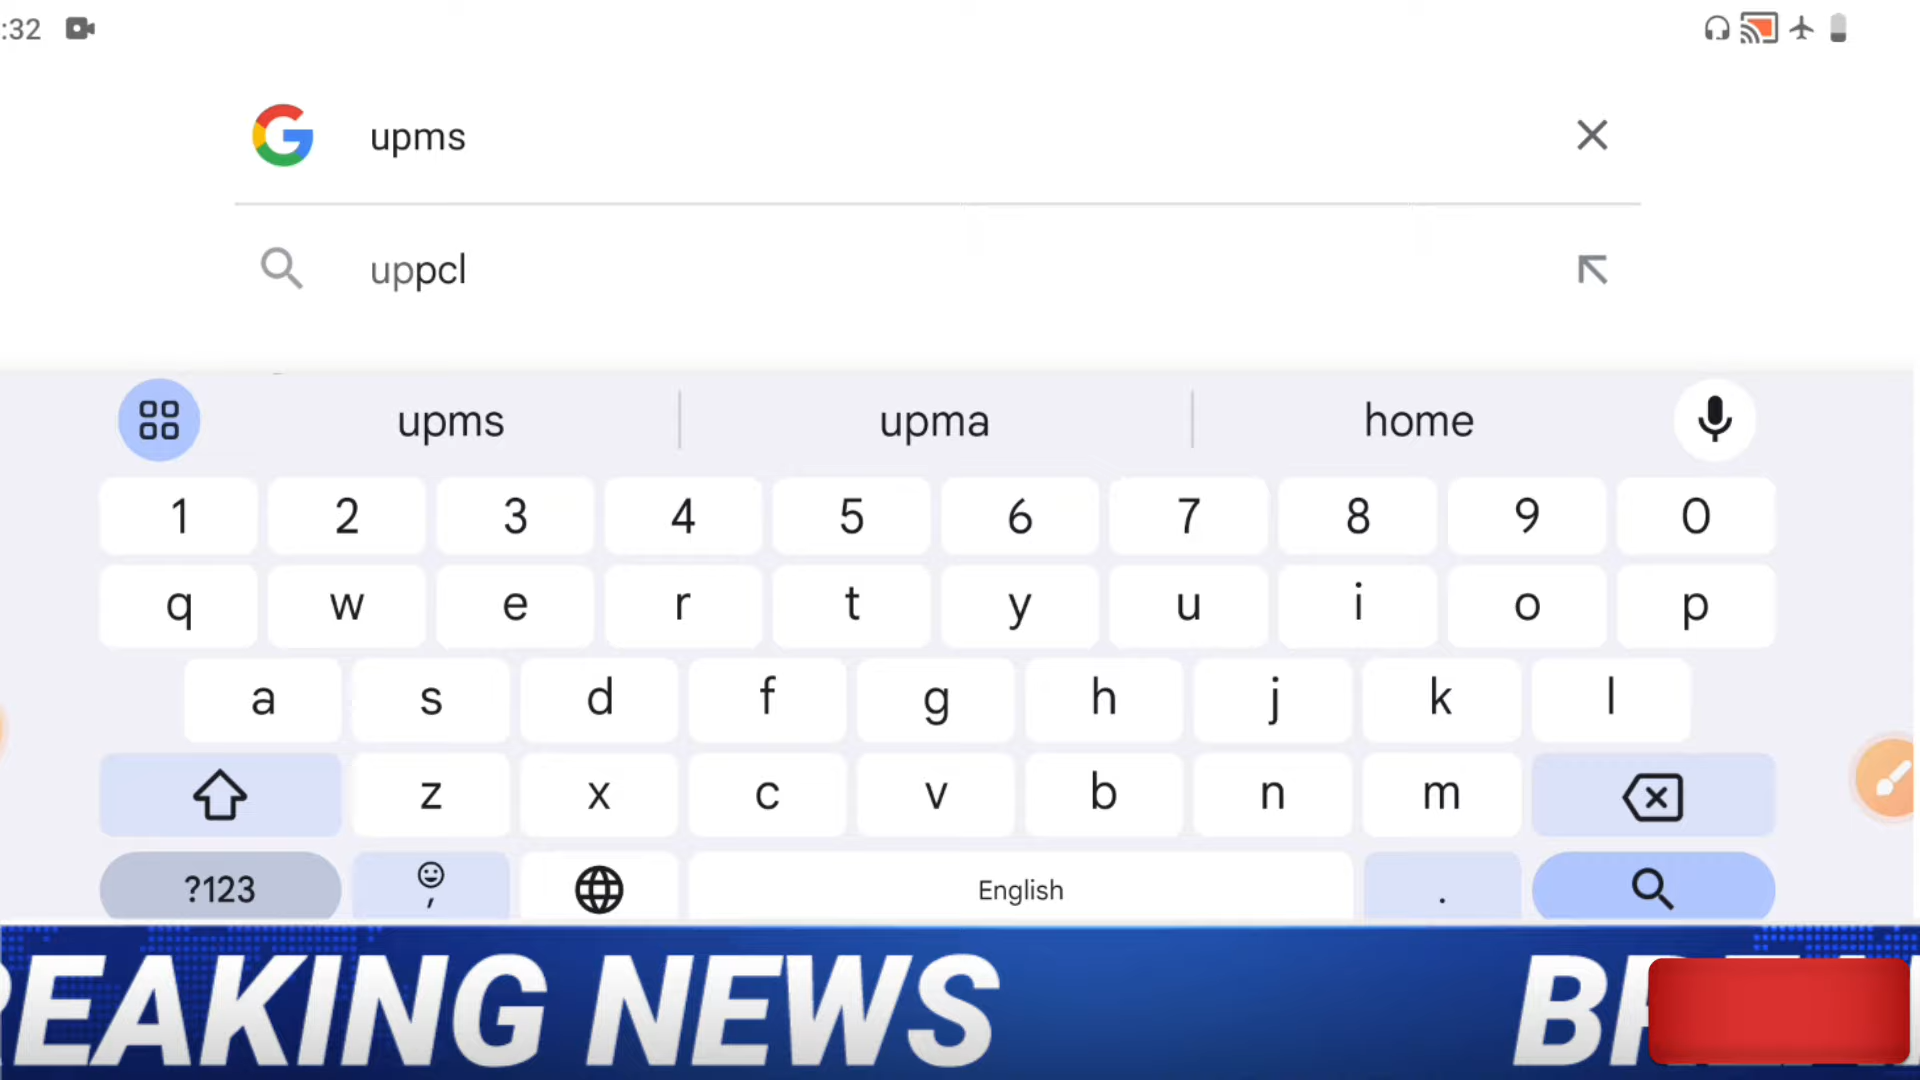 :32
upms
uppcl
upms upma home
1 2 3 4 5 6 7 8 9 0
q w e r t y u i o p
a s d f g h j k l
z x c v b n m
?123 , English .
EAKING NEWS